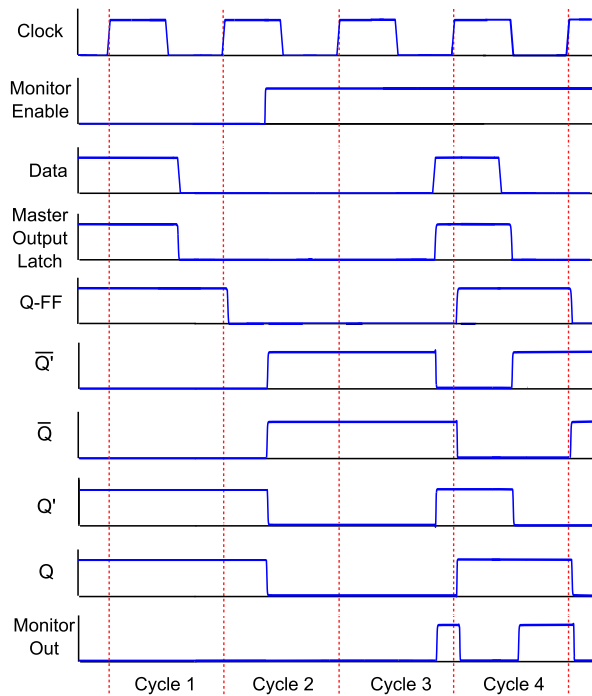 Clock
Monitor
Enable
Data
Master
Output
Latch
Q-FF
Q̅'
Q̅
Q'
Q
Monitor
Out
Cycle 1 Cycle 2 Cycle 3 Cycle 4